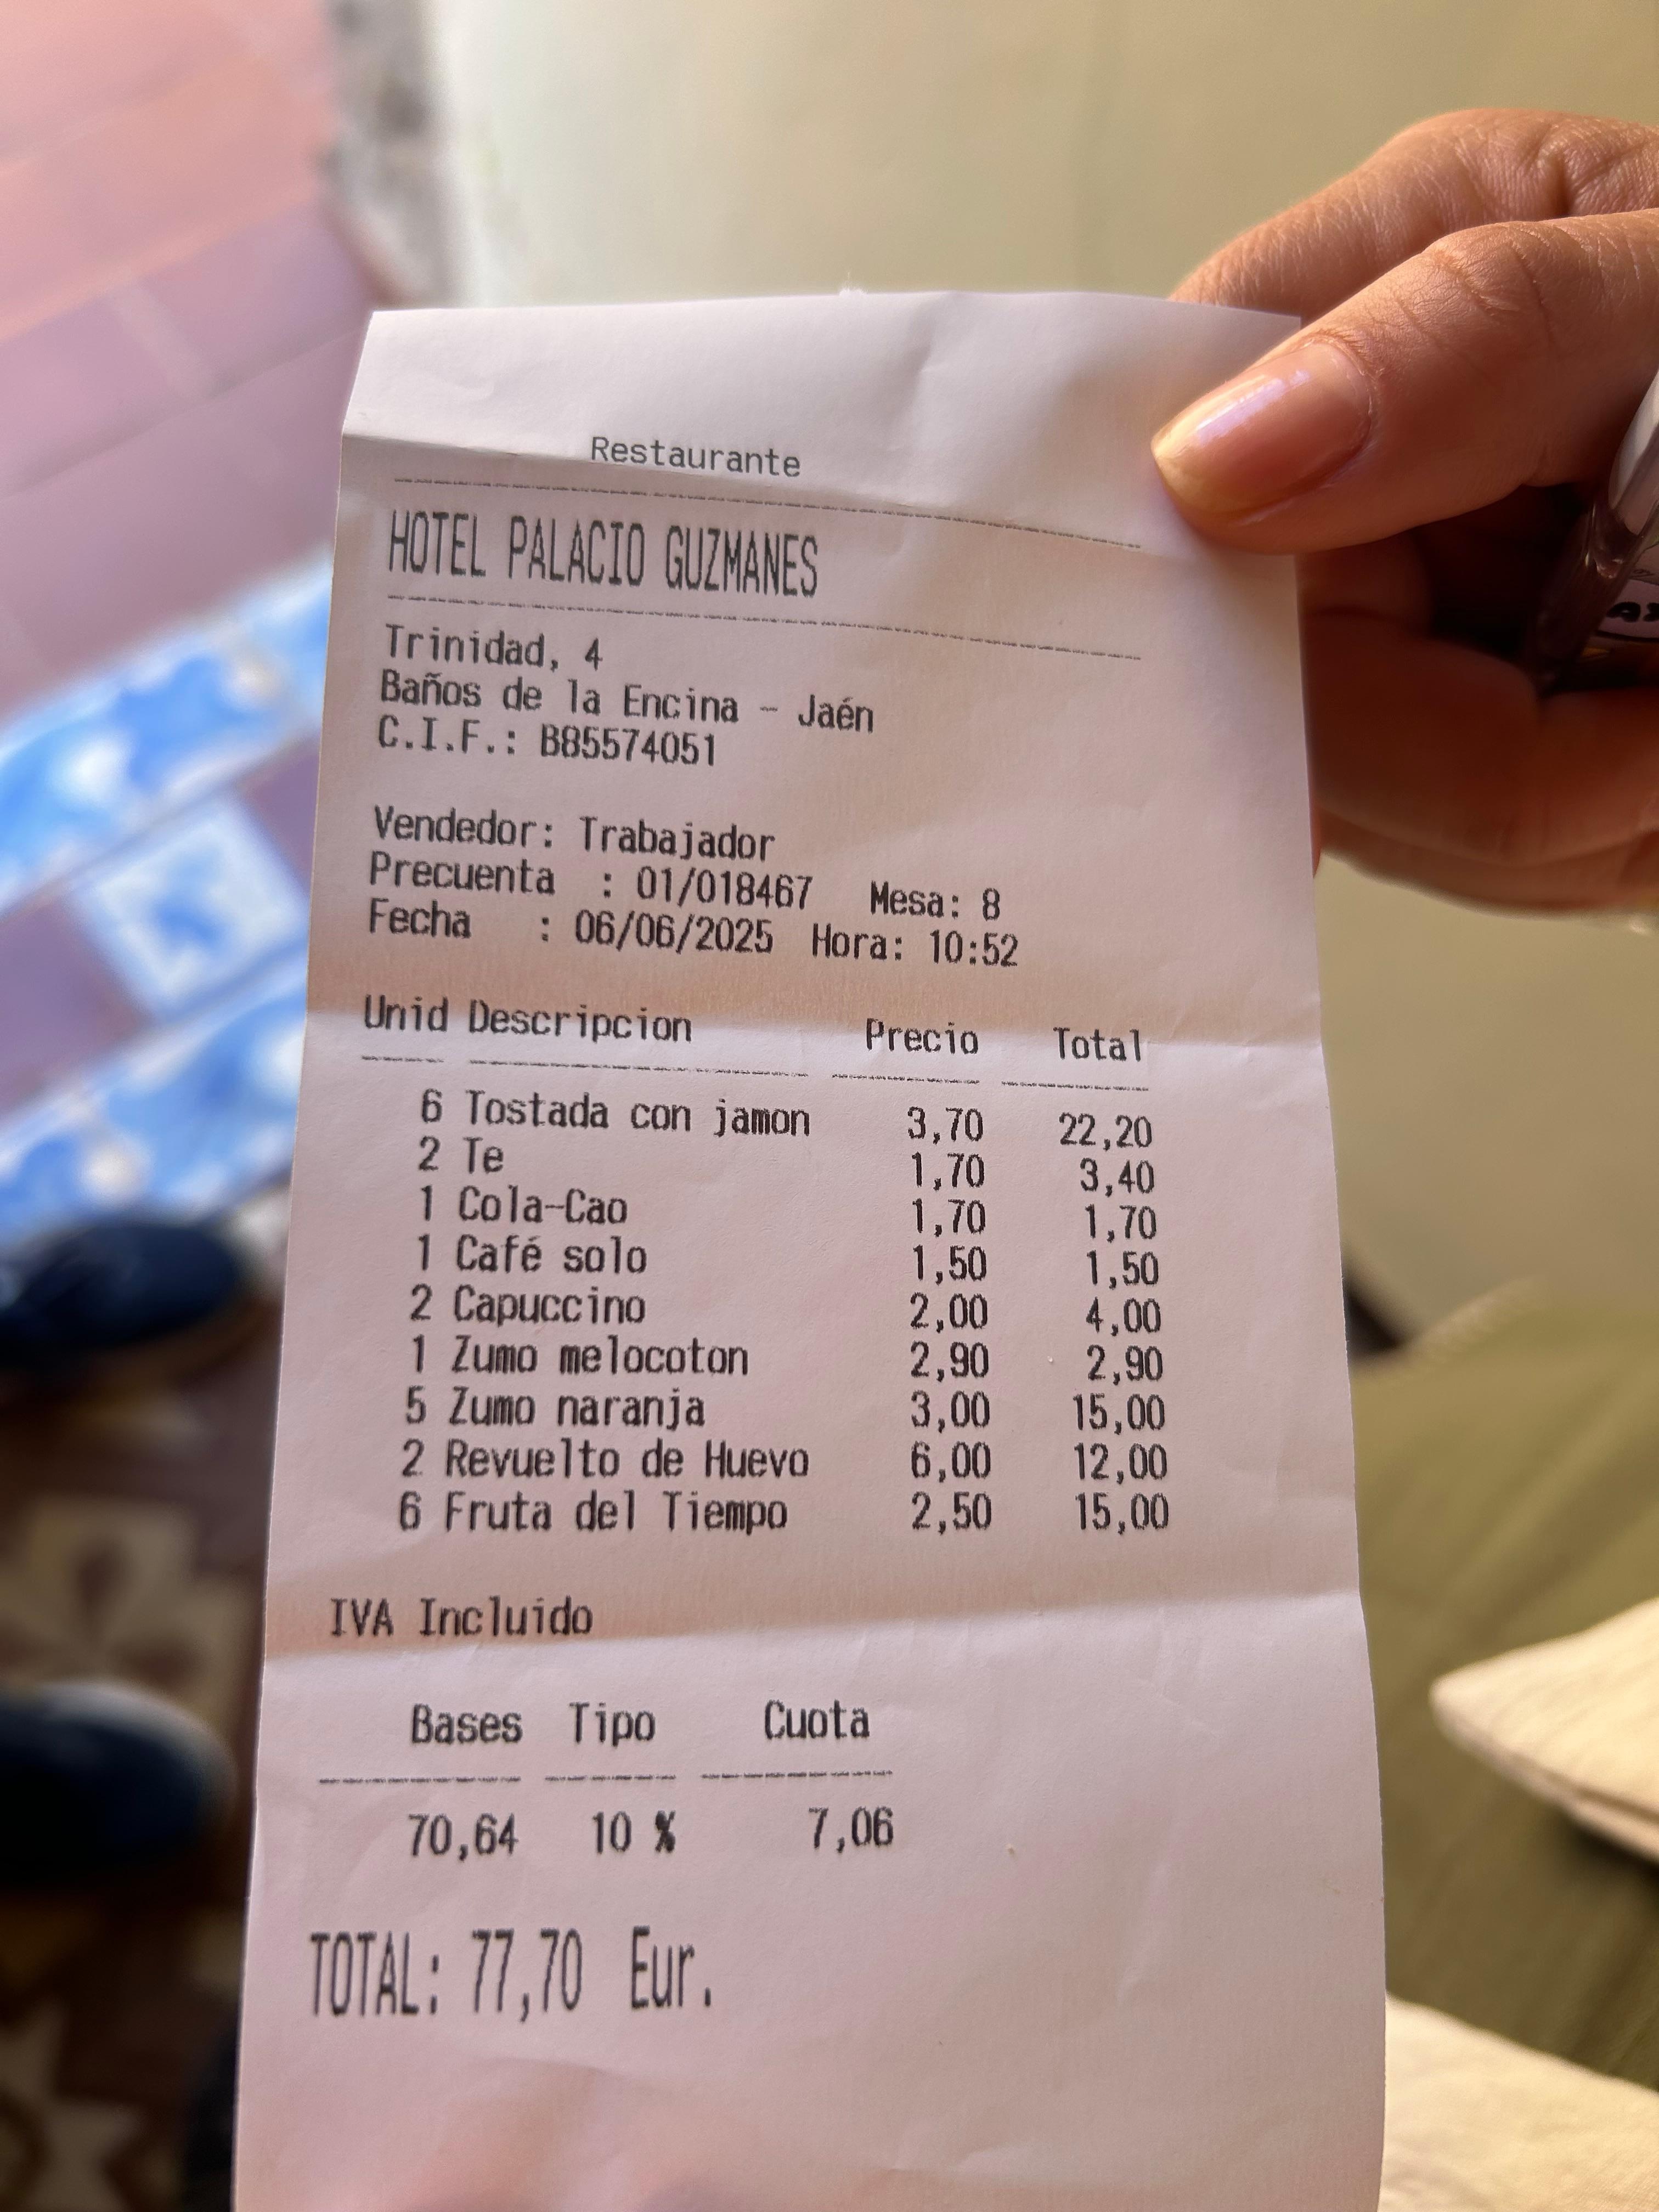 Restaurante
HOTEL PALACIO GUZMANES
Trinidad, 4
Baños de la Encina - Jaén
C.I.F.: B85574051
Vendedor: Trabajador
Precuenta : 01/018467 Mesa: 8
Fecha : 06/06/2025 Hora: 10:52
Unid Descripcion Precio Total
6 Tostada con jamon 3,70 22,20
2 Te 1,70 3,40
1 Cola-Cao 1,70 1,70
1 Café solo 1,50 1,50
2 Capuccino 2,00 4,00
1 Zumo melocoton 2,90 2,90
5 Zumo naranja 3,00 15,00
2 Revuelto de Huevo 6,00 12,00
6 Fruta del Tiempo 2,50 15,00
IVA Incluido
Bases Tipo Cuota
70,64 10 % 7,06
TOTAL: 77,70 Eur.